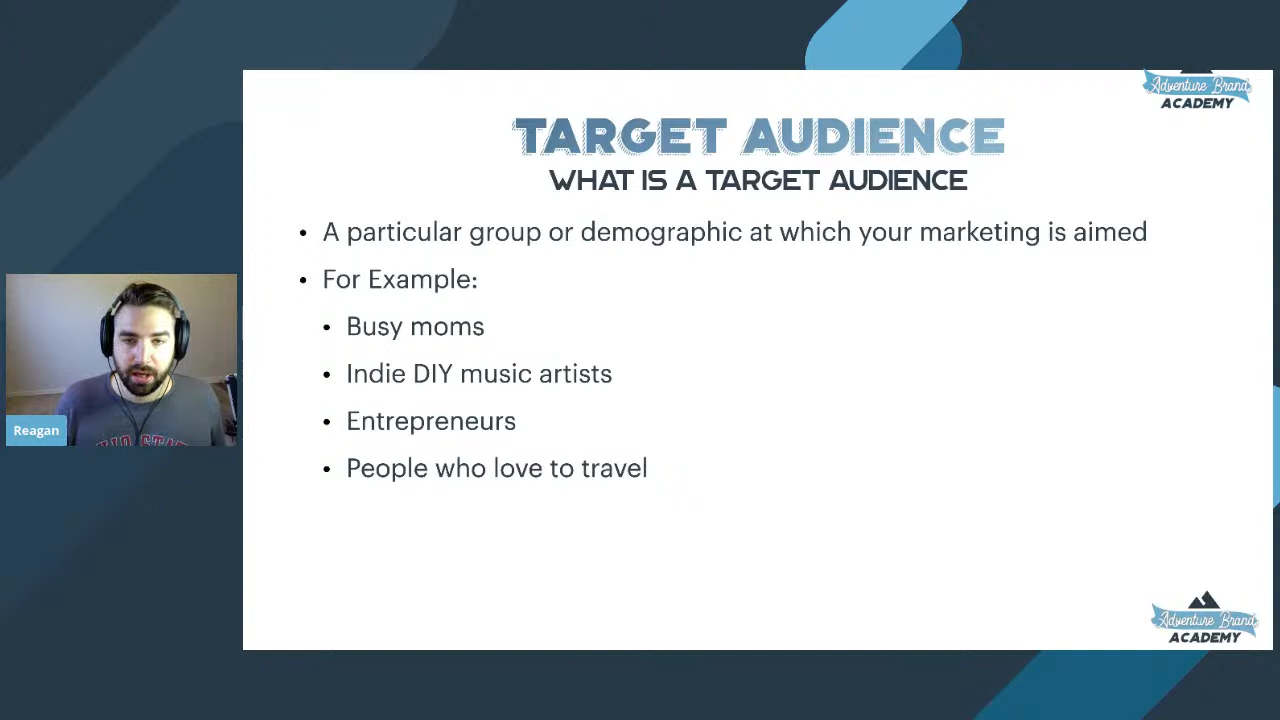 Adventure Brand
ACADEMY
TARGET AUDIENCE
WHAT IS A TARGET AUDIENCE
• A particular group or demographic at which your marketing is aimed
• For Example:
• Busy moms
• Indie DIY music artists
• Entrepreneurs
• People who love to travel
Reagan
Adventure Brand
ACADEMY